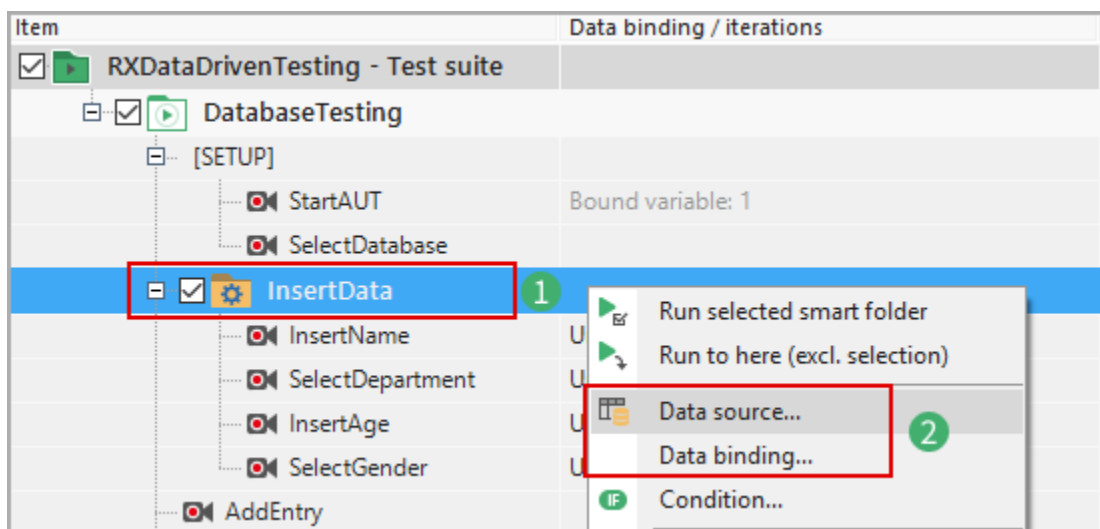 Item Data binding / iterations
RXDataDrivenTesting - Test suite
DatabaseTesting
[SETUP]
StartAUT Bound variable: 1
SelectDatabase
InsertData 1
Run selected smart folder
InsertName U
Run to here (excl. selection)
SelectDepartment U
Data source... 2
InsertAge U
Data binding...
SelectGender U
IF Condition...
AddEntry